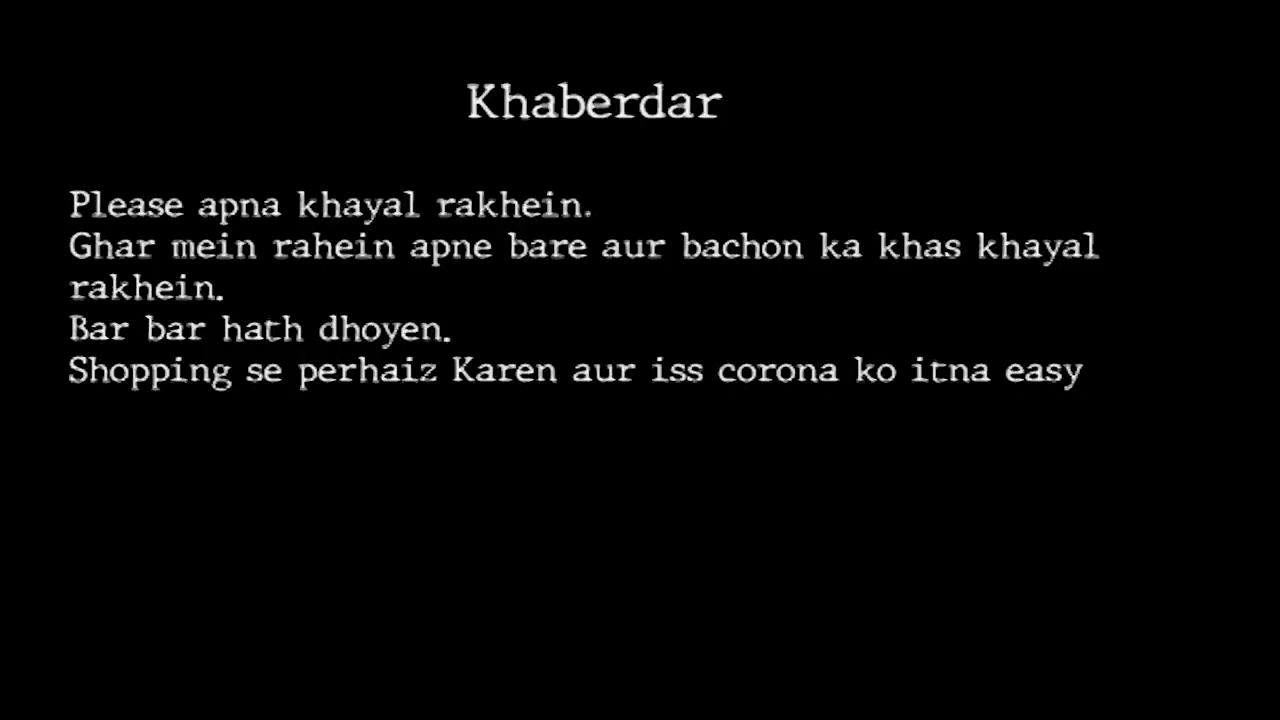 Khaberdar
Please apna khayal rakhein.
Ghar mein rahein apne bare aur bachon ka khas khayal
rakhein.
Bar bar hath dhoyen.
Shopping se perhaiz Karen aur iss corona ko itna easy